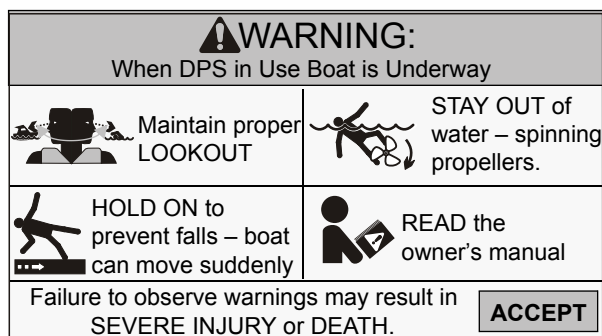 WARNING:
When DPS in Use Boat is Underway
Maintain proper
LOOKOUT
STAY OUT of
water – spinning
propellers.
HOLD ON to
prevent falls – boat
can move suddenly
READ the
owner's manual
Failure to observe warnings may result in
SEVERE INJURY or DEATH.
ACCEPT